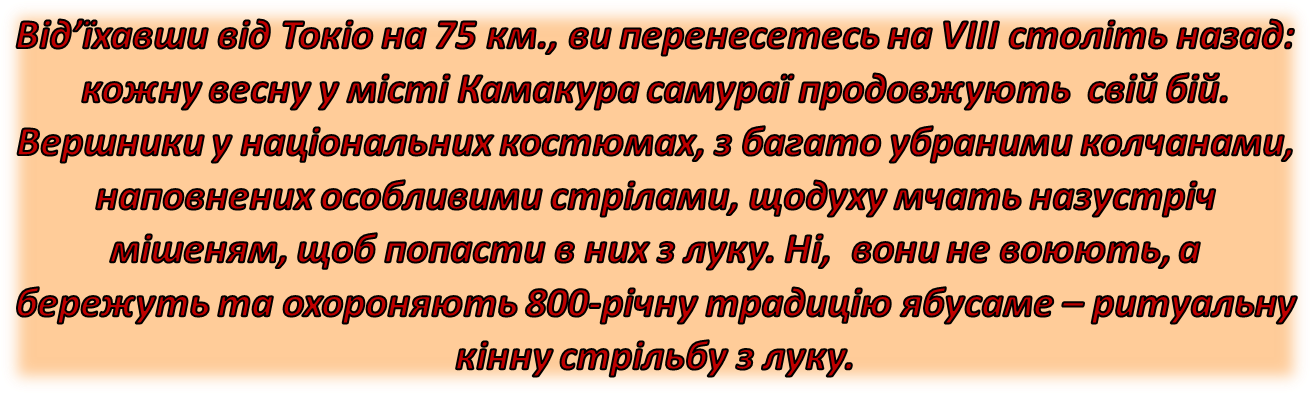 Від’їхавши від Токіо на 75 км., ви перенесетесь на VIII століть назад:
кожну весну у місті Камакура самураї продовжують  свій бій.
Вершники у національних костюмах, з багато убраними колчанами,
наповнених особливими стрілами, щодуху мчать назустріч
мішеням, щоб попасти в них з луку. Ні,  вони не воюють, а
бережуть та охороняють 800-річну традицію ябусаме – ритуальну
кінну стрільбу з луку.